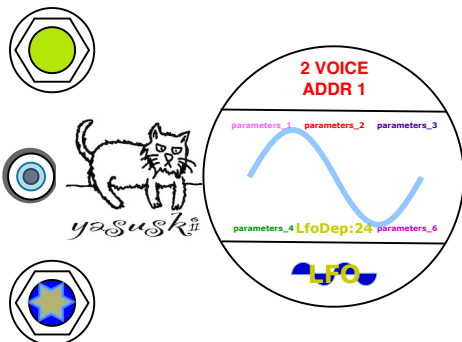 2 VOICE
ADDR 1
parameters_1 parameters_2 parameters_3
yasuski
parameters_4 LfoDep:24 parameters_6
LFO